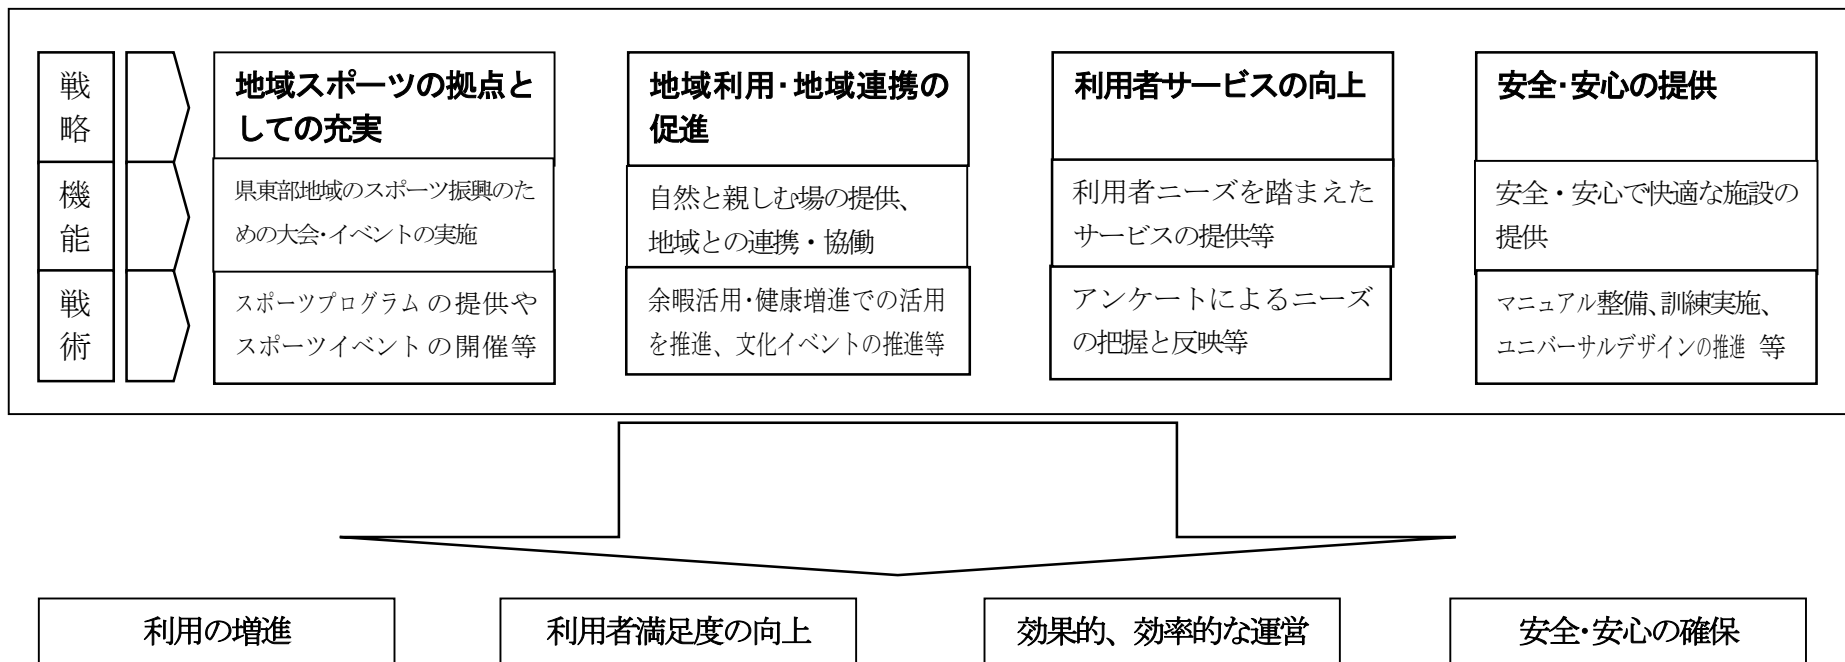 戦略
地域スポーツの拠点と
しての充実
地域利用・地域連携の
促進
利用者サービスの向上
安全・安心の提供
機能
県東部地域のスポーツ振興のた
めの大会・イベントの実施
自然と親しむ場の提供、
地域との連携・協働
利用者ニーズを踏まえた
サービスの提供等
安全・安心で快適な施設の
提供
戦術
スポーツプログラムの提供や
スポーツイベントの開催等
余暇活用・健康増進での活用
を推進、文化イベントの推進等
アンケートによるニーズ
の把握と反映等
マニュアル整備、訓練実施、
ユニバーサルデザインの推進 等
利用の増進
利用者満足度の向上
効果的、効率的な運営
安全・安心の確保